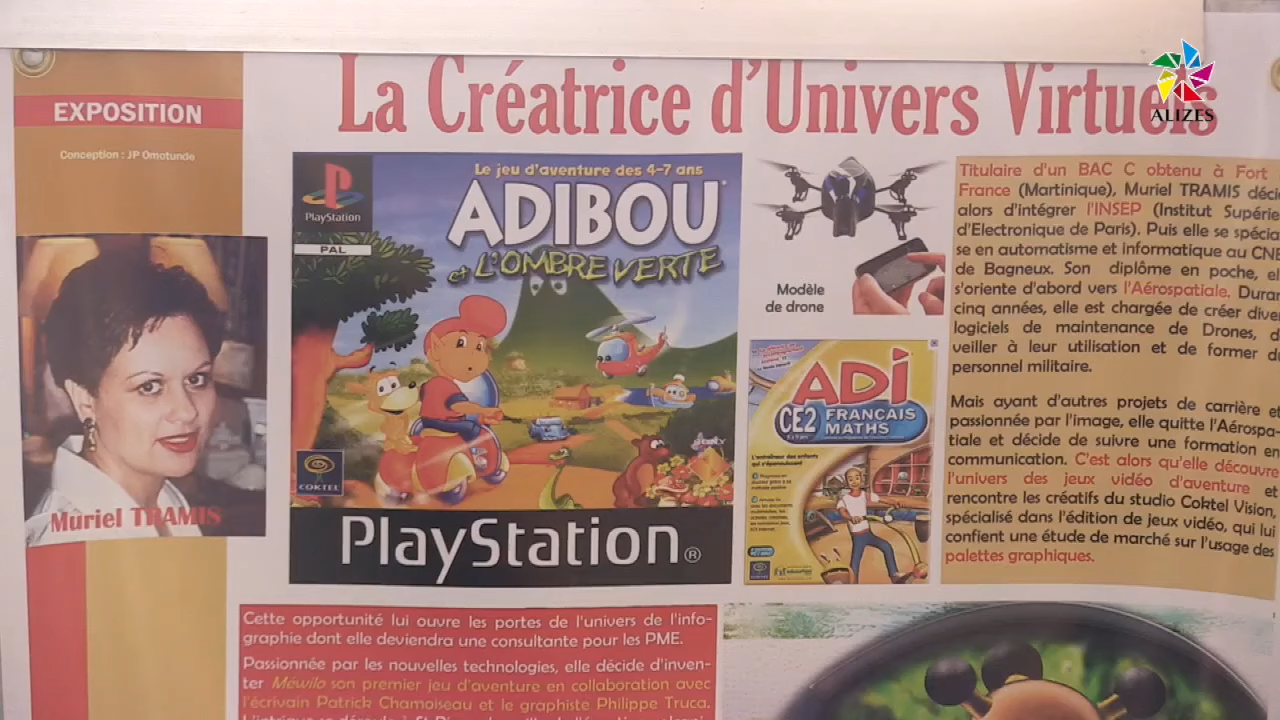 La Créatrice d'Univers Virtuels
ALIZES
EXPOSITION
Conception : JP Omotunde
Muriel TRAMIS
PlayStation
PAL
Le jeu d'aventure des 4-7 ans
ADIBOU
et L'OMBRE VERTE
COKTEL
PlayStation®
Modèle
de drone
ADI
CE2 FRANÇAIS
MATHS
L'entraîneur des enfants
qui s'épanouissent
COKTEL
Titulaire d'un BAC C obtenu à Fort
France (Martinique), Muriel TRAMIS déci
alors d'intégrer l'INSEP (Institut Supérie
d'Electronique de Paris). Puis elle se spécia
se en automatisme et informatique au CNE
de Bagneux. Son diplôme en poche, el
s'oriente d'abord vers l'Aérospatiale. Duran
cinq années, elle est chargée de créer diver
logiciels de maintenance de Drones, d
veiller à leur utilisation et de former d
personnel militaire.
Mais ayant d'autres projets de carrière et
passionnée par l'image, elle quitte l'Aérospa-
tiale et décide de suivre une formation en
communication. C'est alors qu'elle découvre
l'univers des jeux vidéo d'aventure et
rencontre les créatifs du studio Coktel Vision,
spécialisé dans l'édition de jeux vidéo, qui lui
confient une étude de marché sur l'usage des
palettes graphiques.
Cette opportunité lui ouvre les portes de l'univers de l'info-
graphie dont elle deviendra une consultante pour les PME.
Passionnée par les nouvelles technologies, elle décide d'inven-
ter Méwilo son premier jeu d'aventure en collaboration avec
l'écrivain Patrick Chamoiseau et le graphiste Philippe Truca.